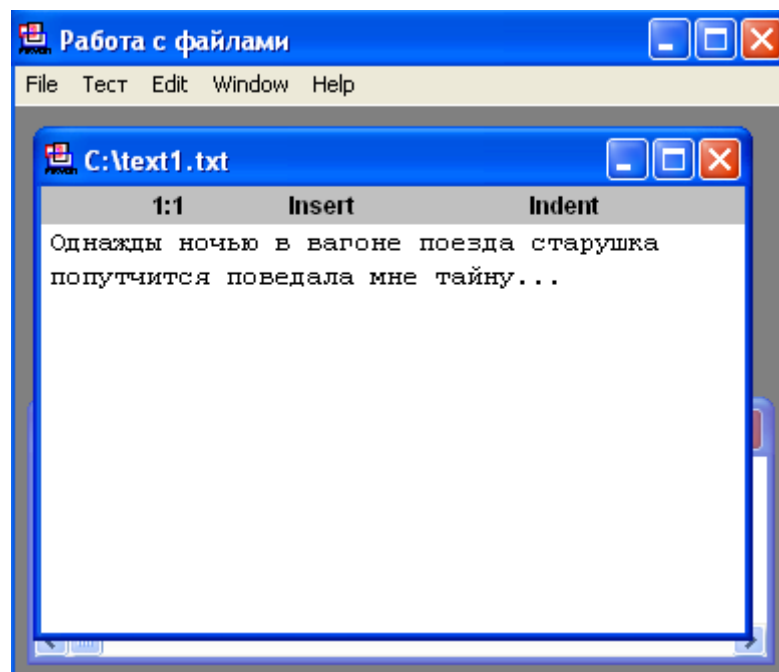 Работа с файлами
File Тест Edit Window Help
C:\text1.txt
1:1 Insert Indent
Однажды ночью в вагоне поезда старушка
попутчится поведала мне тайну...